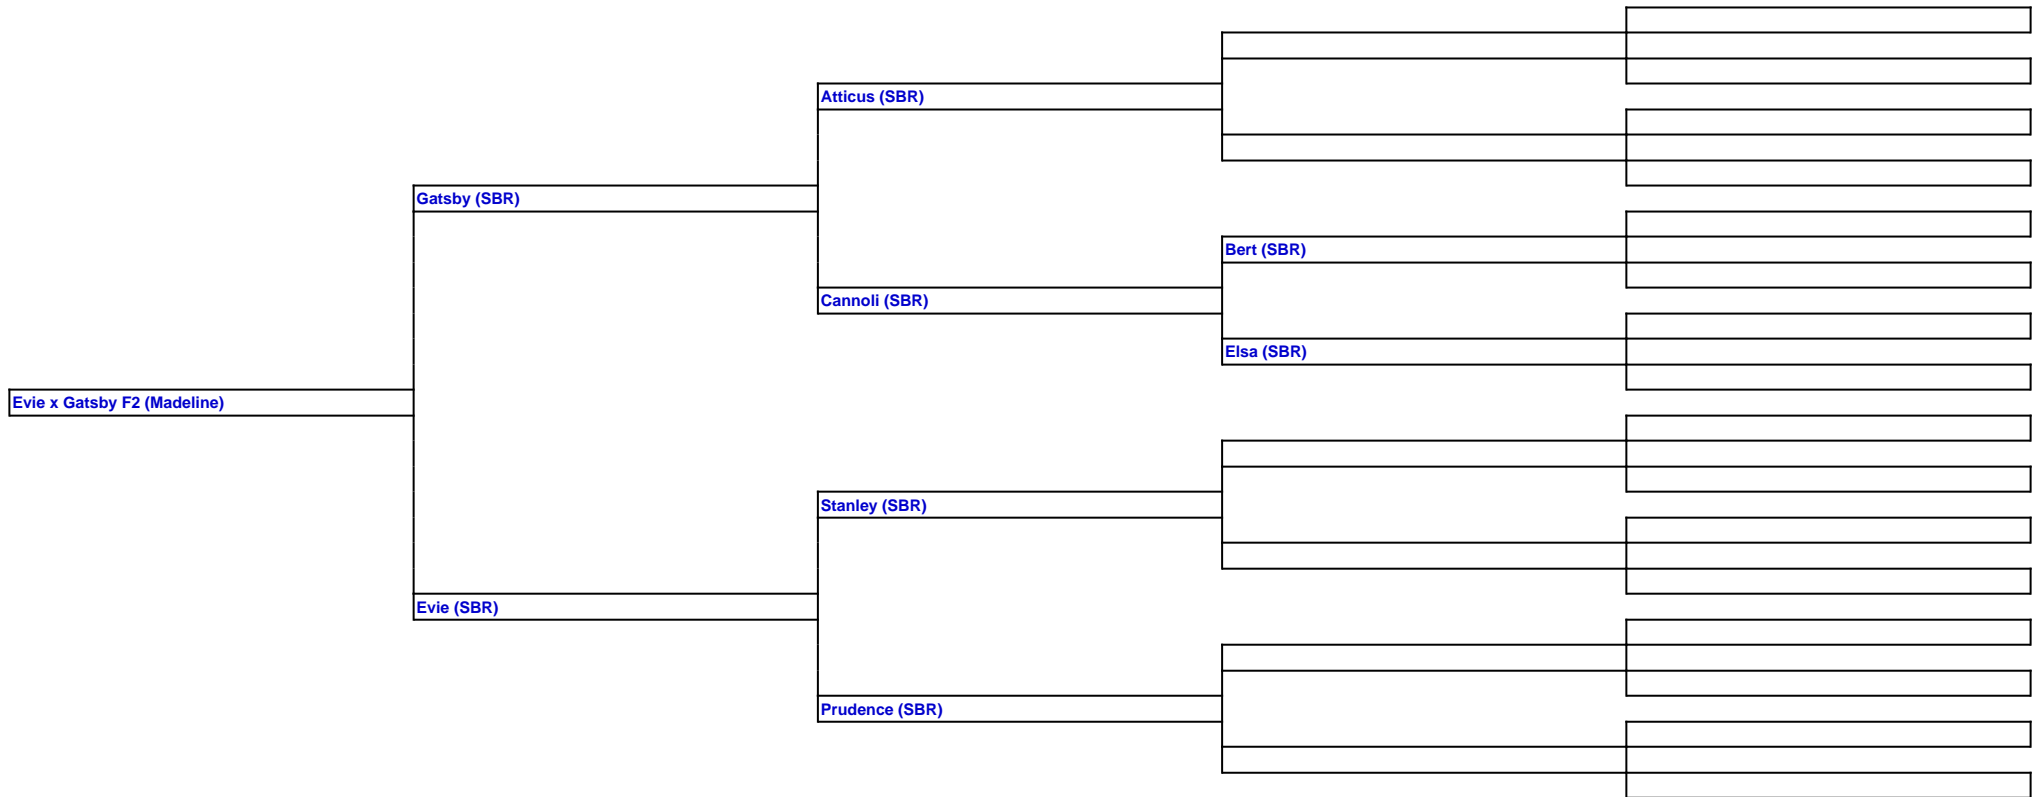 Atticus (SBR)
Gatsby (SBR)
Bert (SBR)
Cannoli (SBR)
Elsa (SBR)
Evie x Gatsby F2 (Madeline)
Stanley (SBR)
Evie (SBR)
Prudence (SBR)